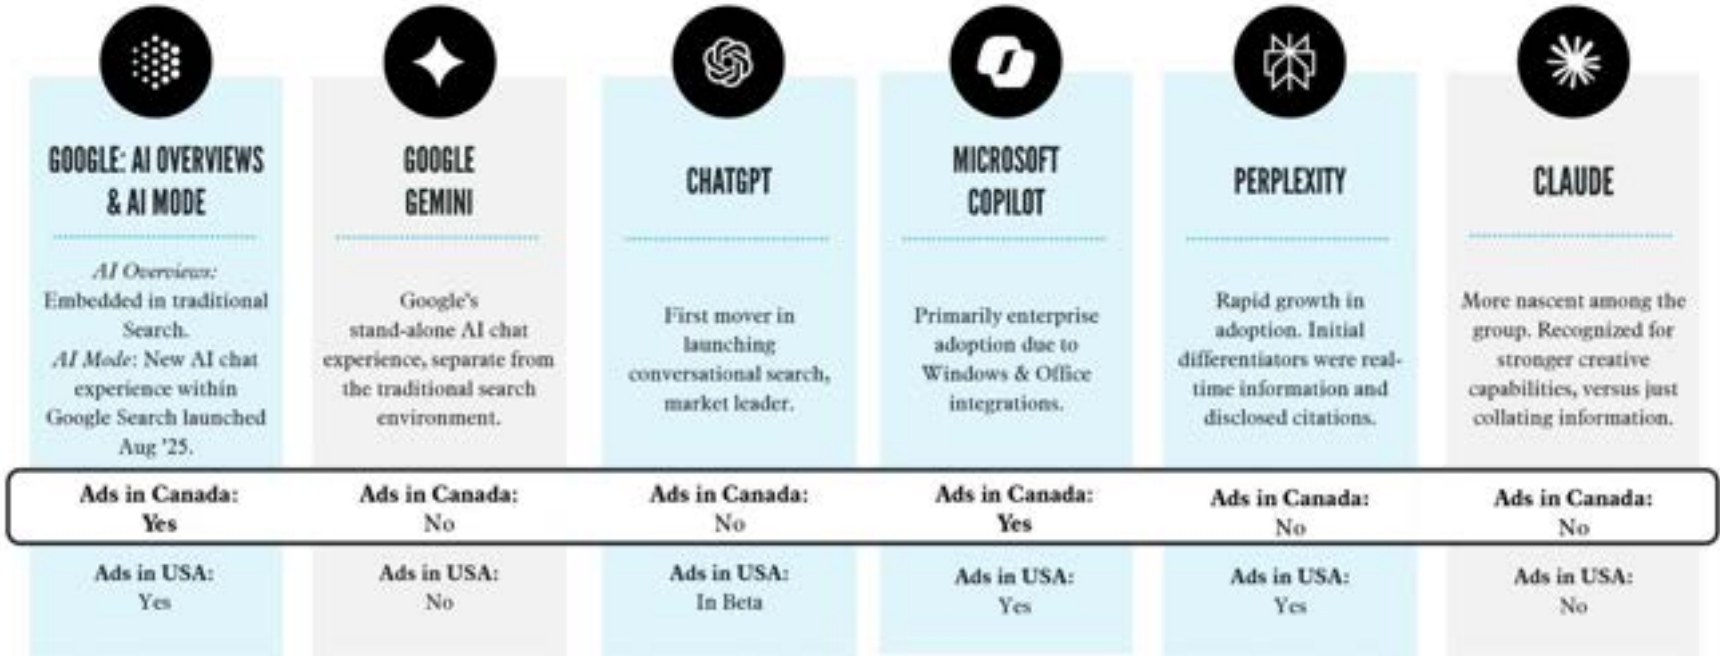 GOOGLE: AI OVERVIEWS
& AI MODE
AI Overviews:
Embedded in traditional
Search.
AI Mode: New AI chat
experience within
Google Search launched
Aug '25.
Ads in Canada:
Yes
Ads in USA:
Yes
GOOGLE
GEMINI
Google's
stand-alone AI chat
experience, separate from
the traditional search
environment.
Ads in Canada:
No
Ads in USA:
No
CHATGPT
First mover in
launching
conversational search,
market leader.
Ads in Canada:
No
Ads in USA:
In Beta
MICROSOFT
COPILOT
Primarily enterprise
adoption due to
Windows & Office
integrations.
Ads in Canada:
Yes
Ads in USA:
Yes
PERPLEXITY
Rapid growth in
adoption. Initial
differentiators were real-
time information and
disclosed citations.
Ads in Canada:
No
Ads in USA:
Yes
CLAUDE
More nascent among the
group. Recognized for
stronger creative
capabilities, versus just
collating information.
Ads in Canada:
No
Ads in USA:
No